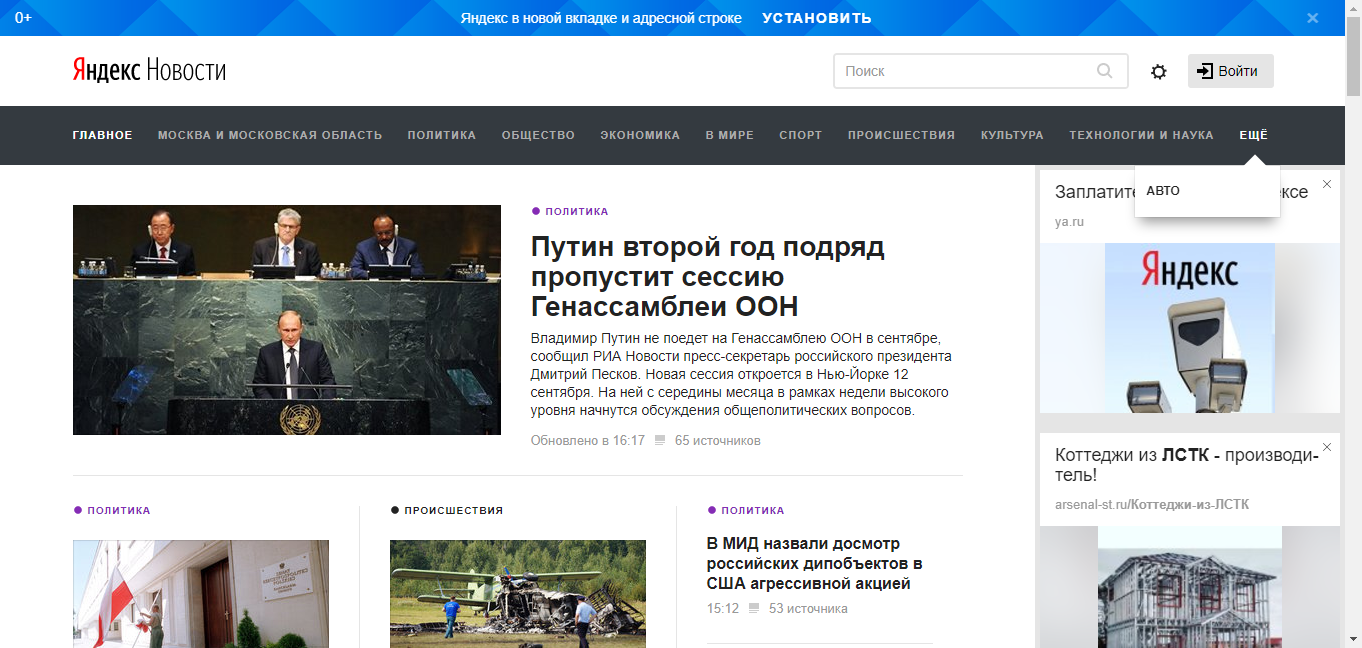 0+
Яндекс в новой вкладке и адресной строке УСТАНОВИТЬ
Яндекс Новости
Поиск
Войти
ГЛАВНОЕ МОСКВА И МОСКОВСКАЯ ОБЛАСТЬ ПОЛИТИКА ОБЩЕСТВО ЭКОНОМИКА В МИРЕ СПОРТ ПРОИСШЕСТВИЯ КУЛЬТУРА ТЕХНОЛОГИИ И НАУКА ЕЩЁ
АВТО
ПОЛИТИКА
Путин второй год подряд
пропустит сессию
Генассамблеи ООН
Владимир Путин не поедет на Генассамблею ООН в сентябре,
сообщил РИА Новости пресс-секретарь российского президента
Дмитрий Песков. Новая сессия откроется в Нью-Йорке 12
сентября. На ней с середины месяца в рамках недели высокого
уровня начнутся обсуждения общеполитических вопросов.
Обновлено в 16:17 65 источников
ПОЛИТИКА
ПРОИСШЕСТВИЯ
ПОЛИТИКА
В МИД назвали досмотр
российских дипобъектов в
США агрессивной акцией
15:12 53 источника
ya.ru
Яндекс
Коттеджи из ЛСТК - производи-
тель!
arsenal-st.ru/Коттеджи-из-ЛСТК